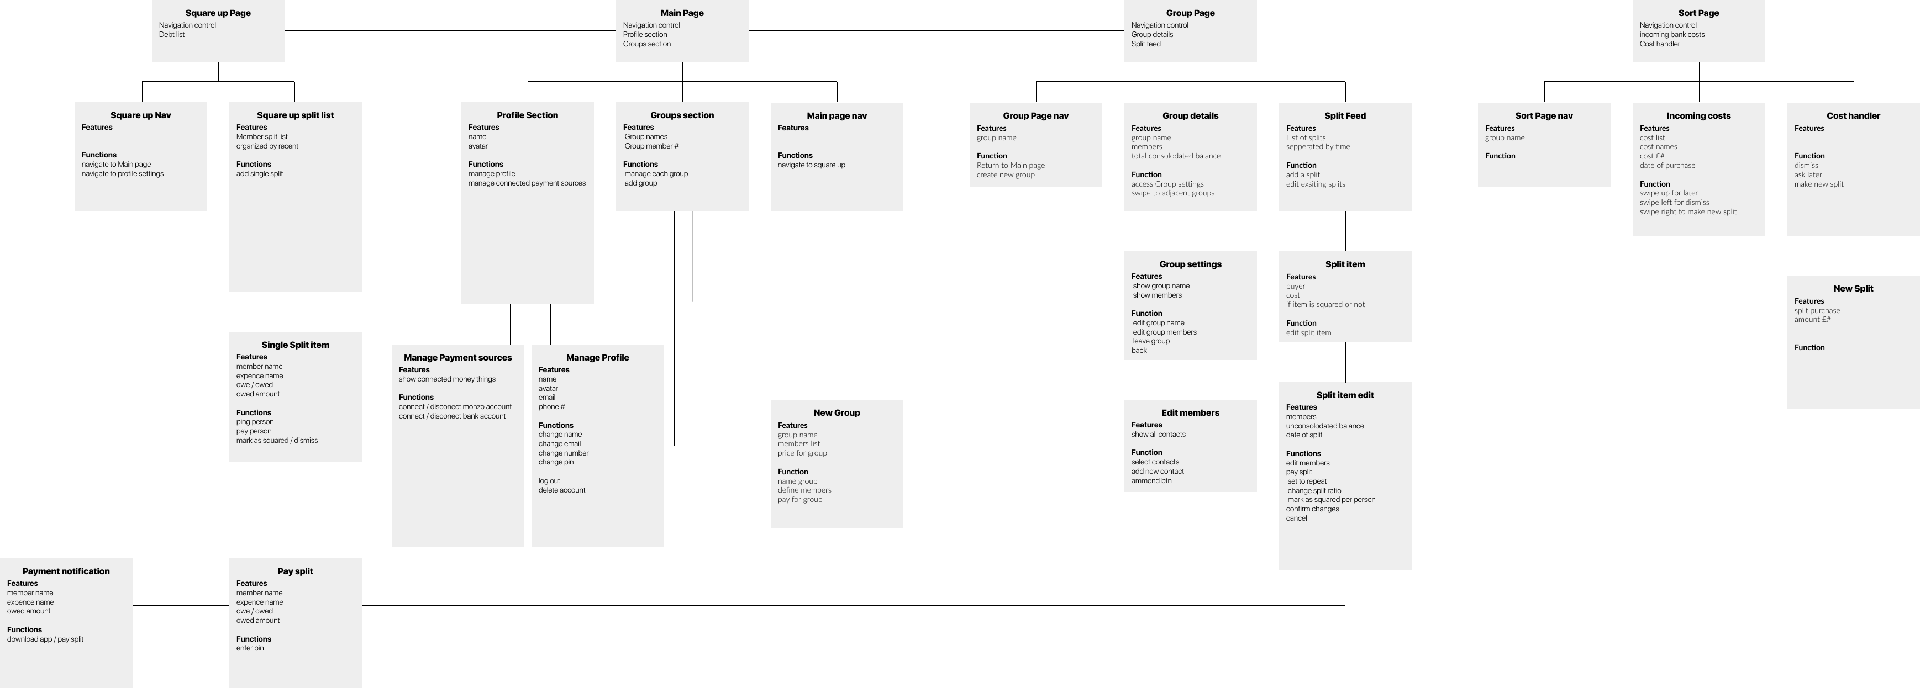 Square up Page
Navigation control
Debt list
Main Page
Navigation control
Profile section
Groups section
Group Page
Navigation control
Group details
Split feed
Sort Page
Navigation control
incoming bank costs
Cost handler
Square up Nav
Features
Functions
navigate to Main page
navigate to profile settings
Square up split list
Features
Member split list
organized by recent
Functions
add single split
Profile Section
Features
name
avatar
Functions
manage profile
manage connected payment sources
Groups section
Features
Group names
Group member #
Functions
manage each group
add group
Main page nav
Features
Functions
navigate to square up
Group Page nav
Features
group name
Function
Return to Main page
create new group
Group details
Features
group name
members
total consolodated balance
Function
access Group settings
swipe to adjacent groups
Split Feed
Features
List of splits
sepperated by time
Function
add a split
edit exsiting splits
Sort Page nav
Features
group name
Function
Incoming costs
Features
cost list
cost names
cost £#
date of purchase
Function
swipe up for later
swipe left for dismiss
swipe right to make new split
Cost handler
Features
Function
dismiss
ask later
make new split
Group settings
Features
show group name
show members
Function
edit group name
edit group members
leave group
back
Split item
Features
buyer
cost
if item is squared or not
Function
edit split item
New Split
Features
split purchase
amount £#
Function
Single Split item
Features
member name
expence name
owe / owed
owed amount
Functions
ping person
pay person
mark as squared / dismiss
Manage Payment sources
Features
show connected money things
Functions
connect / disconect monzo account
connect / disconect bank account
Manage Profile
Features
name
avatar
email
phone #
Functions
change name
change email
change number
change pin
log out
delete account
New Group
Features
group name
members list
price for group
Function
name group
define members
pay for group
Edit members
Features
show all contacts
Function
select contacts
add new contact
ammend bin
Split item edit
Features
members
unconsolodated balance
date of split
Functions
edit members
pay split
set to repeat
change split ratio
mark as squared per person
confirm changes
cancel
Payment notification
Features
member name
expence name
owed amount
Functions
download app / pay split
Pay split
Features
member name
expence name
owe / owed
owed amount
Functions
enter pin